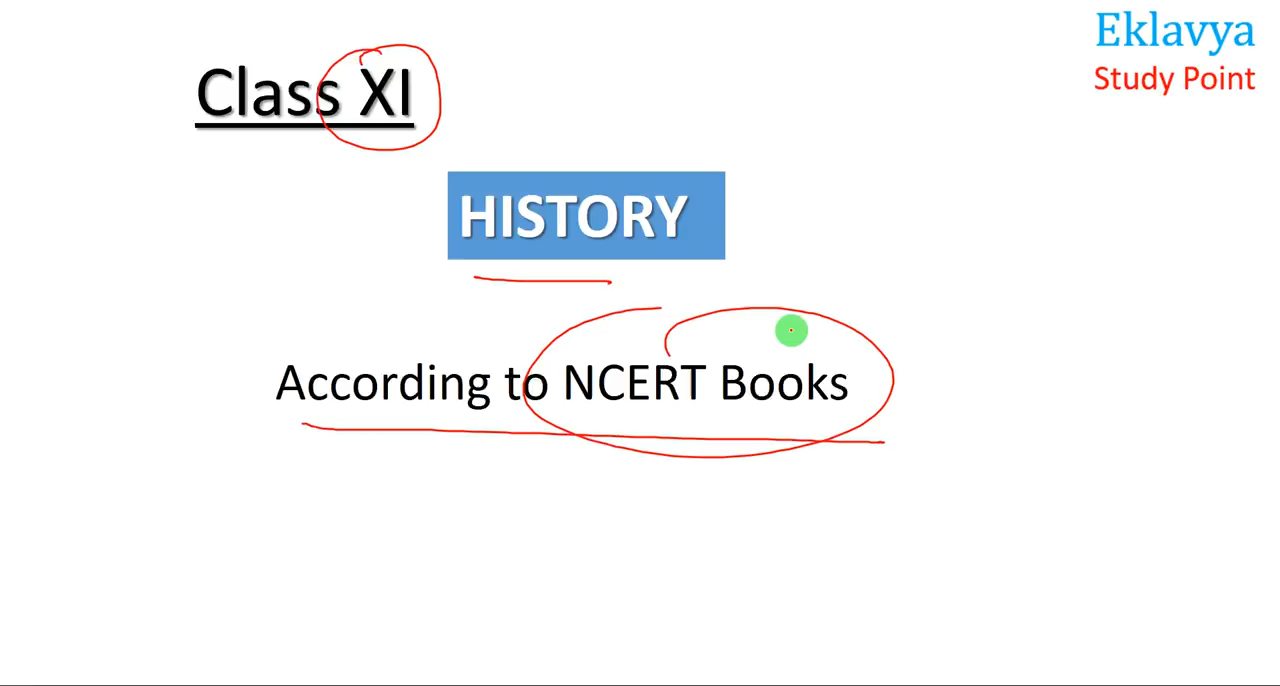 Eklavya
Study Point
Class XI
HISTORY
According to NCERT Books